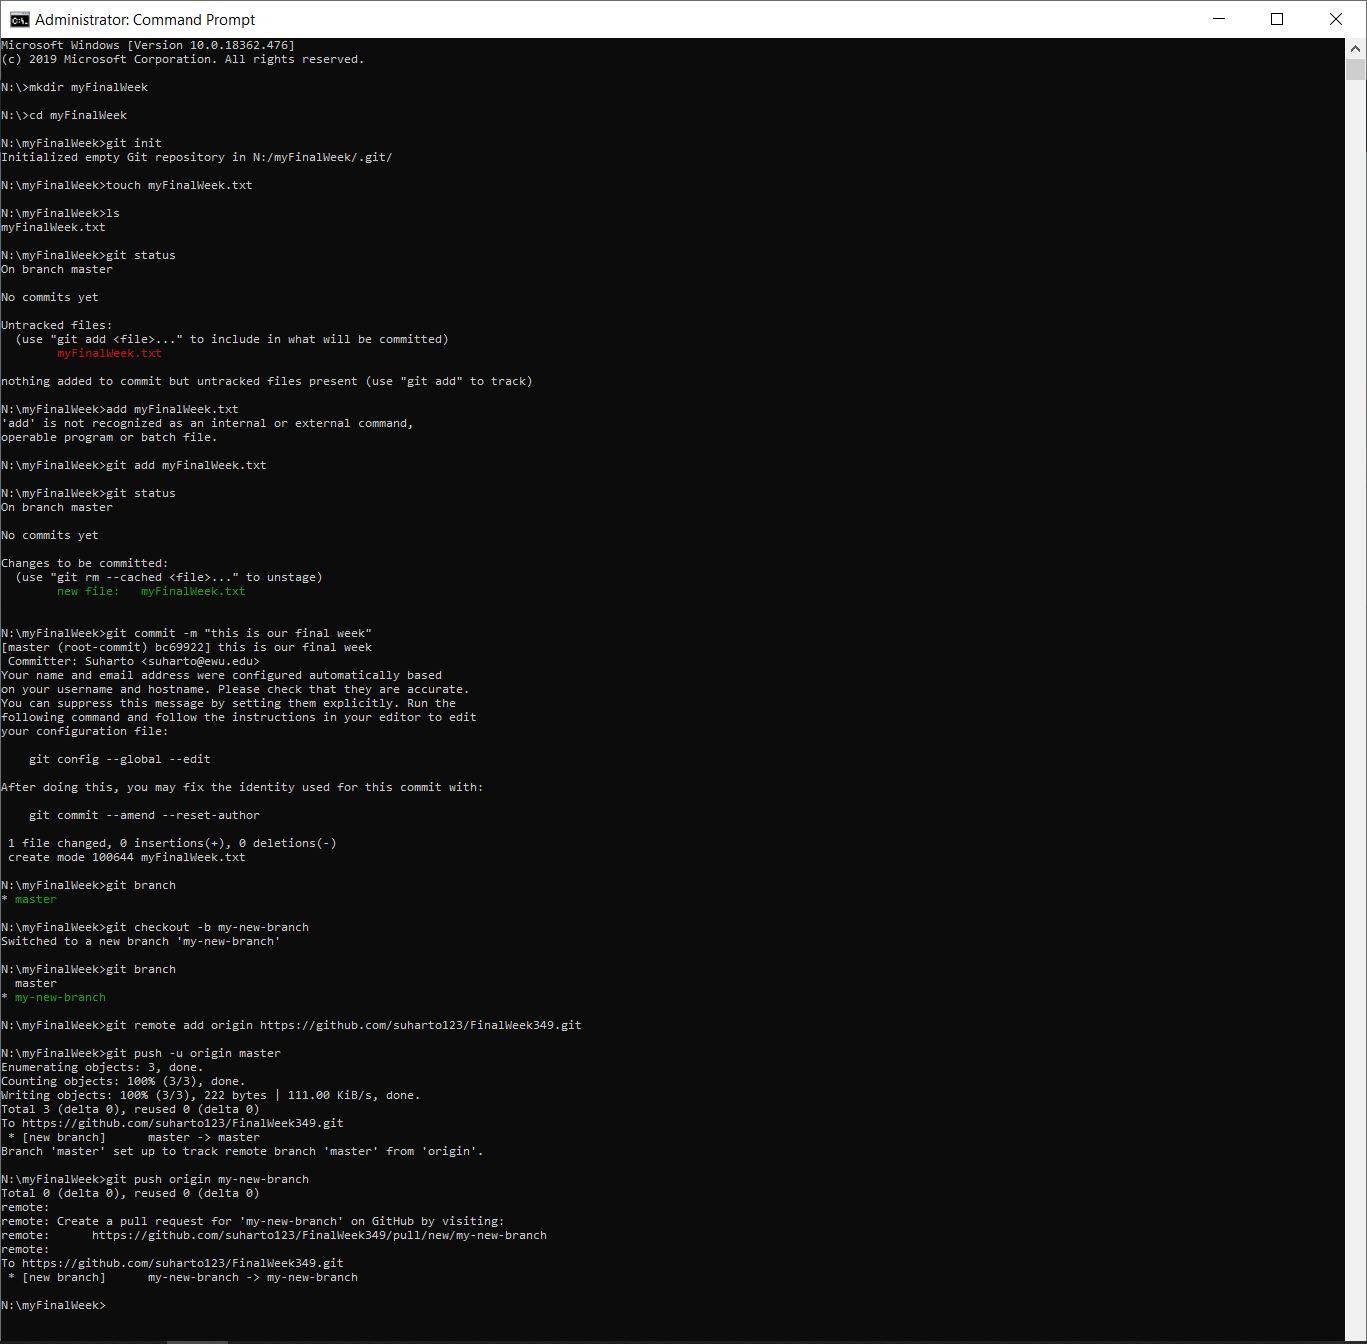 Administrator: Command Prompt
Microsoft Windows [Version 10.0.18362.476]
(c) 2019 Microsoft Corporation. All rights reserved.
N:\>mkdir myFinalWeek
N:\>cd myFinalWeek
N:\myFinalWeek>git init
Initialized empty Git repository in N:/myFinalWeek/.git/
N:\myFinalWeek>touch myFinalWeek.txt
N:\myFinalWeek>ls
myFinalWeek.txt
N:\myFinalWeek>git status
On branch master
No commits yet
Untracked files:
  (use "git add <file>..." to include in what will be committed)
        myFinalWeek.txt
nothing added to commit but untracked files present (use "git add" to track)
N:\myFinalWeek>add myFinalWeek.txt
'add' is not recognized as an internal or external command,
operable program or batch file.
N:\myFinalWeek>git add myFinalWeek.txt
N:\myFinalWeek>git status
On branch master
No commits yet
Changes to be committed:
  (use "git rm --cached <file>..." to unstage)
        new file:   myFinalWeek.txt
N:\myFinalWeek>git commit -m "this is our final week"
[master (root-commit) bc69922] this is our final week
 Committer: Suharto <suharto@ewu.edu>
Your name and email address were configured automatically based
on your username and hostname. Please check that they are accurate.
You can suppress this message by setting them explicitly. Run the
following command and follow the instructions in your editor to edit
your configuration file:
    git config --global --edit
After doing this, you may fix the identity used for this commit with:
    git commit --amend --reset-author
 1 file changed, 0 insertions(+), 0 deletions(-)
 create mode 100644 myFinalWeek.txt
N:\myFinalWeek>git branch
* master
N:\myFinalWeek>git checkout -b my-new-branch
Switched to a new branch 'my-new-branch'
N:\myFinalWeek>git branch
  master
* my-new-branch
N:\myFinalWeek>git remote add origin https://github.com/suharto123/FinalWeek349.git
N:\myFinalWeek>git push -u origin master
Enumerating objects: 3, done.
Counting objects: 100% (3/3), done.
Writing objects: 100% (3/3), 222 bytes | 111.00 KiB/s, done.
Total 3 (delta 0), reused 0 (delta 0)
To https://github.com/suharto123/FinalWeek349.git
 * [new branch]      master -> master
Branch 'master' set up to track remote branch 'master' from 'origin'.
N:\myFinalWeek>git push origin my-new-branch
Total 0 (delta 0), reused 0 (delta 0)
remote:
remote: Create a pull request for 'my-new-branch' on GitHub by visiting:
remote:      https://github.com/suharto123/FinalWeek349/pull/new/my-new-branch
remote:
To https://github.com/suharto123/FinalWeek349.git
 * [new branch]      my-new-branch -> my-new-branch
N:\myFinalWeek>